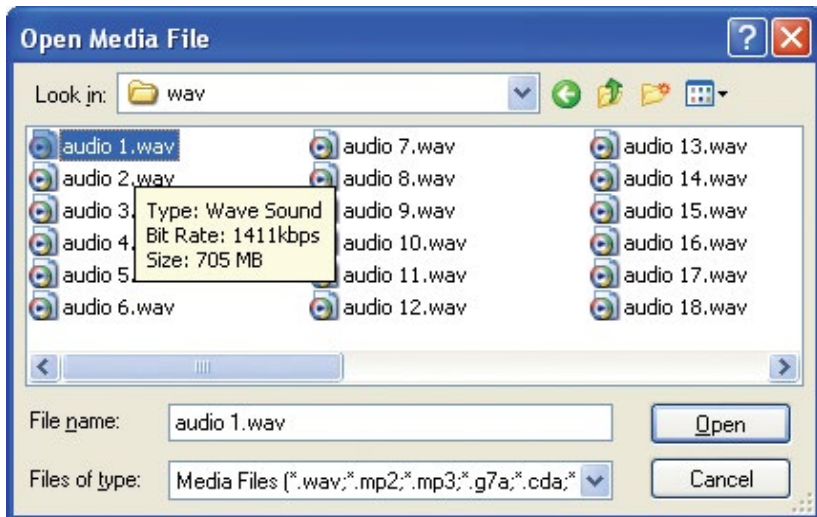 Open Media File
Look in: wav
audio 1.wav audio 7.wav audio 13.wav
audio 2.wav audio 8.wav audio 14.wav
audio 3. audio 9.wav audio 15.wav
audio 4. audio 10.wav audio 16.wav
audio 5. audio 11.wav audio 17.wav
audio 6.wav audio 12.wav audio 18.wav
Type: Wave Sound
Bit Rate: 1411kbps
Size: 705 MB
File name: audio 1.wav Open
Files of type: Media Files (*.wav;*.mp2;*.mp3;*.g7a;*.cda;* Cancel